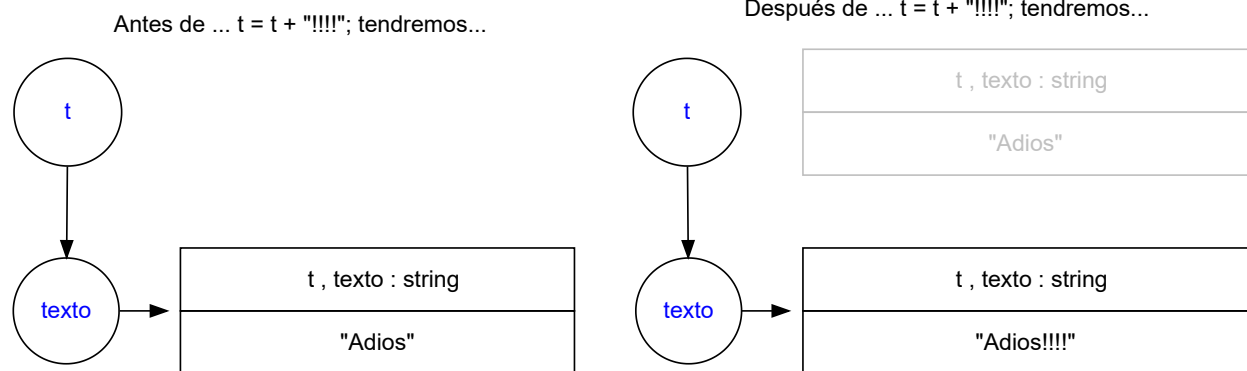 Antes de ... t = t + "!!!!"; tendremos...
t
texto
t , texto : string
"Adios"
Después de ... t = t + "!!!!"; tendremos...
t
t , texto : string
"Adios"
texto
t , texto : string
"Adios!!!!"